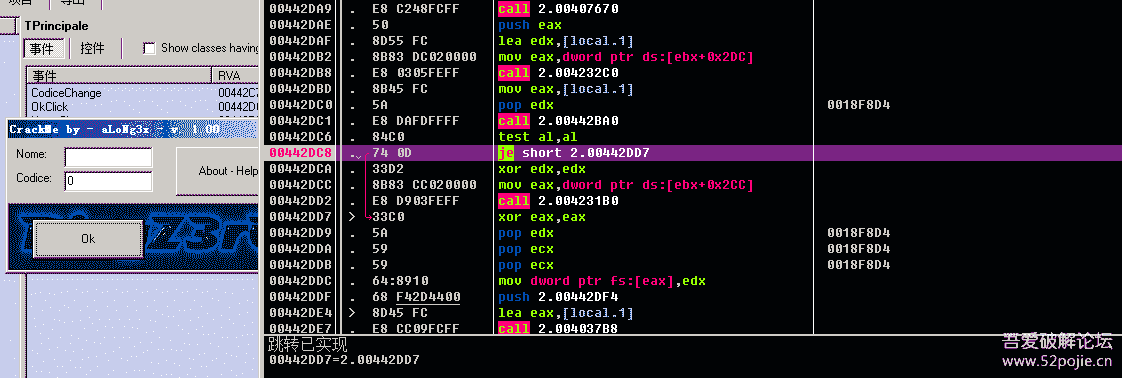 TPrincipale
事件 控件 Show classes having
事件 RVA
CodiceChange 00442C7
OkClick 00442D0
CrackMe by - aLoNg3x - v. 1.00
Nome:
Codice: 0
About - Help
Ok
00442DA9 . E8 C248FCFF call 2.00407670
00442DAE . 50 push eax
00442DAF . 8D55 FC lea edx,[local.1]
00442DB2 . 8B83 DC020000 mov eax,dword ptr ds:[ebx+0x2DC]
00442DB8 . E8 0305FEFF call 2.004232C0
00442DBD . 8B45 FC mov eax,[local.1]
00442DC0 . 5A pop edx 0018F8D4
00442DC1 . E8 DAFDFFFF call 2.00442BA0
00442DC6 . 84C0 test al,al
00442DC8 . 74 0D je short 2.00442DD7
00442DCA . 33D2 xor edx,edx
00442DCC . 8B83 CC020000 mov eax,dword ptr ds:[ebx+0x2CC]
00442DD2 . E8 D903FEFF call 2.004231B0
00442DD7 > 33C0 xor eax,eax
00442DD9 . 5A pop edx 0018F8D4
00442DDA . 59 pop ecx 0018F8D4
00442DDB . 59 pop ecx 0018F8D4
00442DDC . 64:8910 mov dword ptr fs:[eax],edx
00442DDF . 68 F42D4400 push 2.00442DF4
00442DE4 > 8D45 FC lea eax,[local.1]
00442DE7 . E8 CC09FCFF call 2.004037B8
跳转已实现
00442DD7=2.00442DD7
吾爱破解论坛
www.52pojie.cn